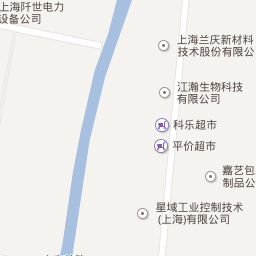 上海阡世电力
设备公司
上海兰庆新材料
技术股份有限公
江瀚生物科技
有限公司
科乐超市
平价超市
嘉艺包
制品公
星域工业控制技术
(上海)有限公司